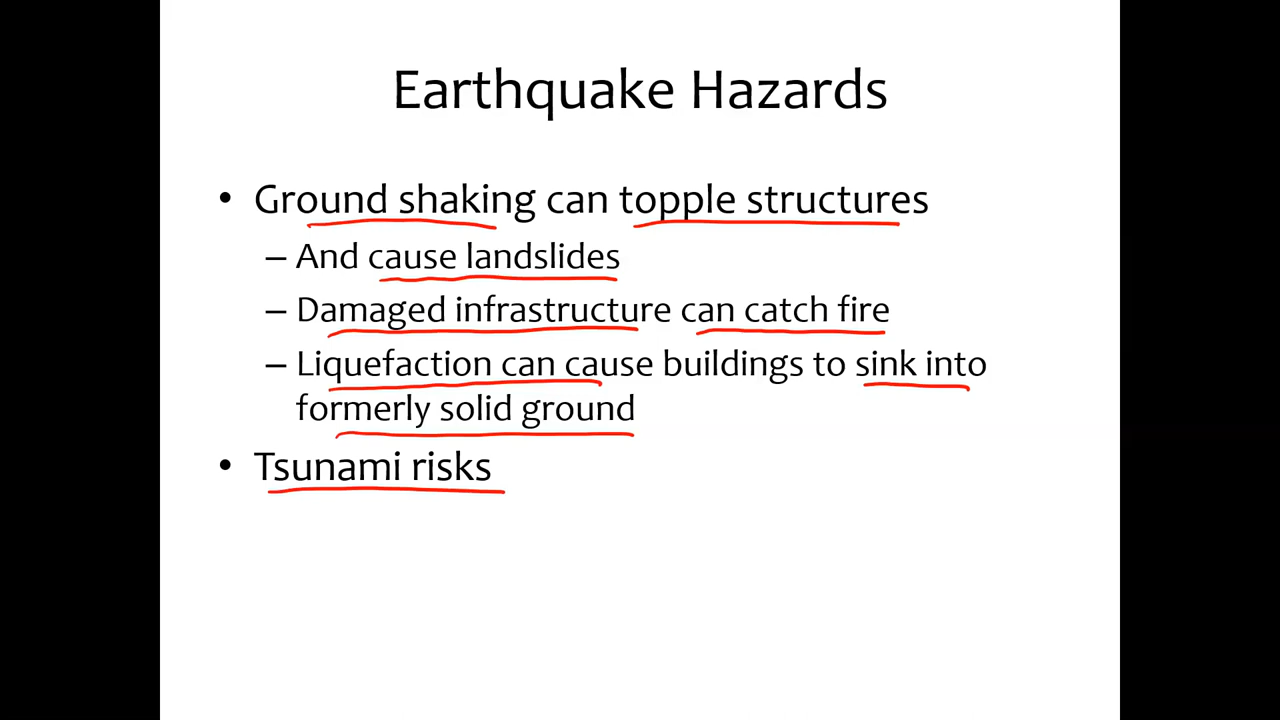 Earthquake Hazards
• Ground shaking can topple structures
– And cause landslides
– Damaged infrastructure can catch fire
– Liquefaction can cause buildings to sink into
formerly solid ground
• Tsunami risks